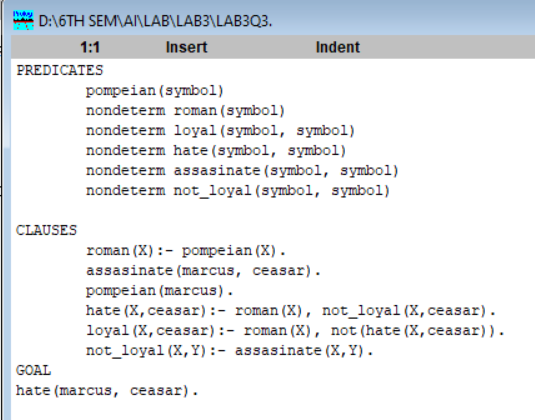 D:\6TH SEM\AI\LAB\LAB3\LAB3Q3.
1:1 Insert Indent
PREDICATES
pompeian(symbol)
nondeterm roman(symbol)
nondeterm loyal(symbol, symbol)
nondeterm hate(symbol, symbol)
nondeterm assasinate(symbol, symbol)
nondeterm not_loyal(symbol, symbol)
CLAUSES
roman(X):- pompeian(X).
assasinate(marcus, ceasar).
pompeian(marcus).
hate(X,ceasar):- roman(X), not_loyal(X,ceasar).
loyal(X,ceasar):- roman(X), not(hate(X,ceasar)).
not_loyal(X,Y):- assasinate(X,Y).
GOAL
hate(marcus, ceasar).